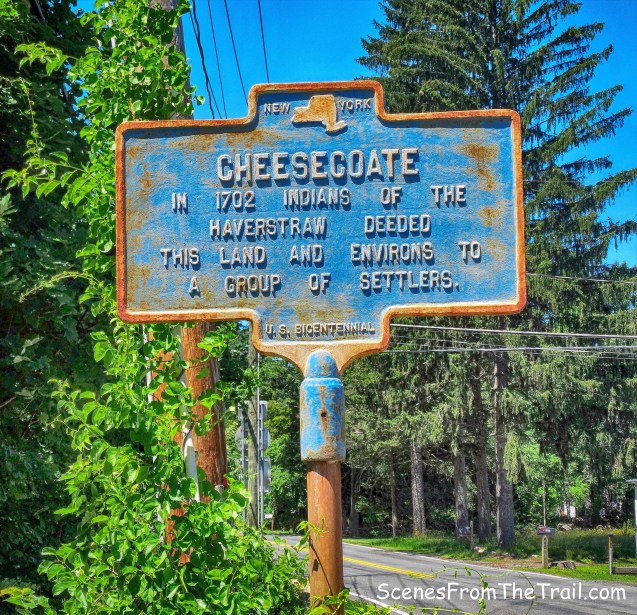 NEW YORK
CHEESECOATE
IN 1702 INDIANS OF THE
HAVERSTRAW DEEDED
THIS LAND AND ENVIRONS TO
A GROUP OF SETTLERS.
U.S. BICENTENNIAL
ScenesFromTheTrail.com